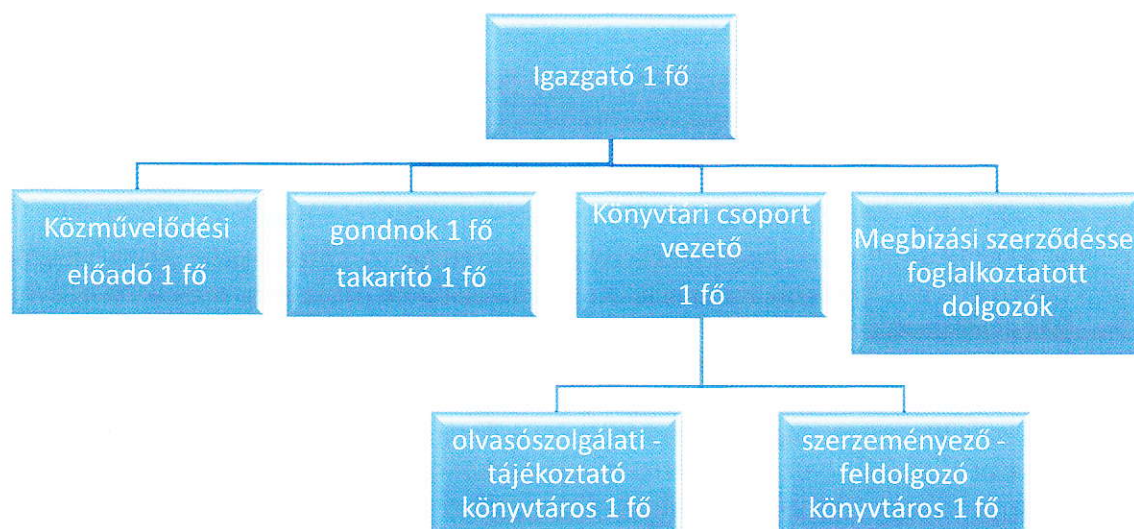 Igazgató 1 fő
Közművelődési
előadó 1 fő
gondnok 1 fő
takarító 1 fő
Könyvtári csoport
vezető
1 fő
Megbízási szerződésse
foglalkoztatott
dolgozók
olvasószolgálati -
tájékoztató
könyvtáros 1 fő
szerzeményező -
feldolgozó
könyvtáros 1 fő